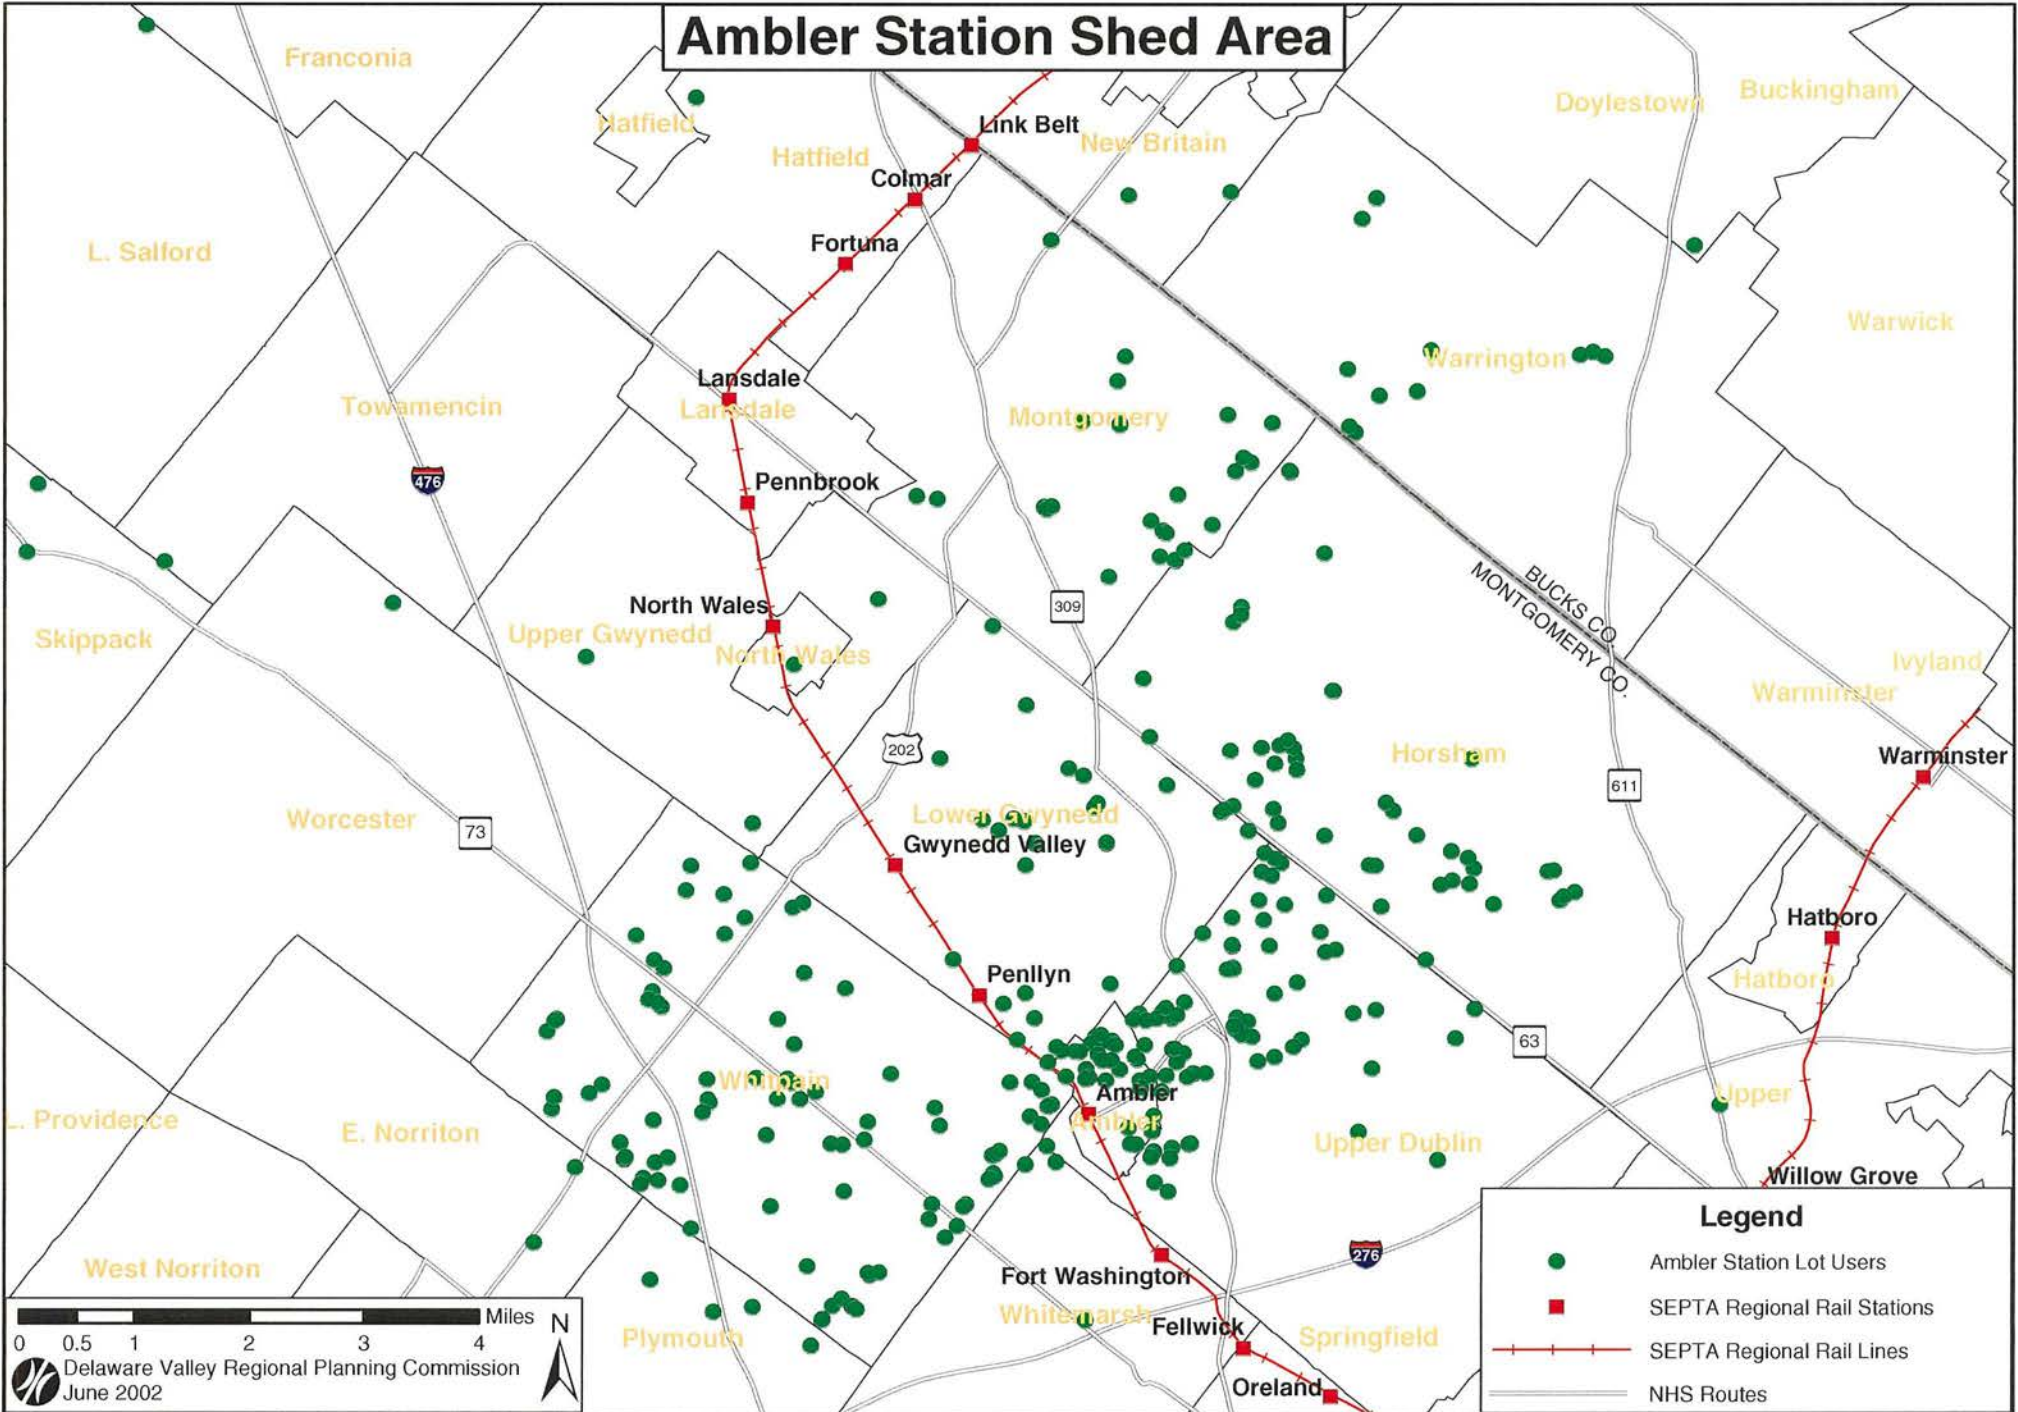 Ambler Station Shed Area
Franconia
Hatfield
Hatfield
Link Belt
New Britain
Doylestown
Buckingham
Colmar
Fortuna
L. Salford
Warwick
Warrington
Lansdale
Lansdale
Towamencin
Montgomery
476
Pennbrook
309
BUCKS CO.
MONTGOMERY CO.
North Wales
Upper Gwynedd
North Wales
Skippack
Ivyland
Warminster
202
Horsham
Warminster
611
Worcester
73
Lower Gwynedd
Gwynedd Valley
Hatboro
Hatboro
Penllyn
63
Whitpain
Ambler
Ambler
Upper
L. Providence
E. Norriton
Upper Dublin
Willow Grove
West Norriton
276
Fort Washington
Whitemarsh
Fellwick
Springfield
Plymouth
Oreland
Legend
Ambler Station Lot Users
SEPTA Regional Rail Stations
SEPTA Regional Rail Lines
NHS Routes
Miles
N
0 0.5 1 2 3 4
Delaware Valley Regional Planning Commission
June 2002